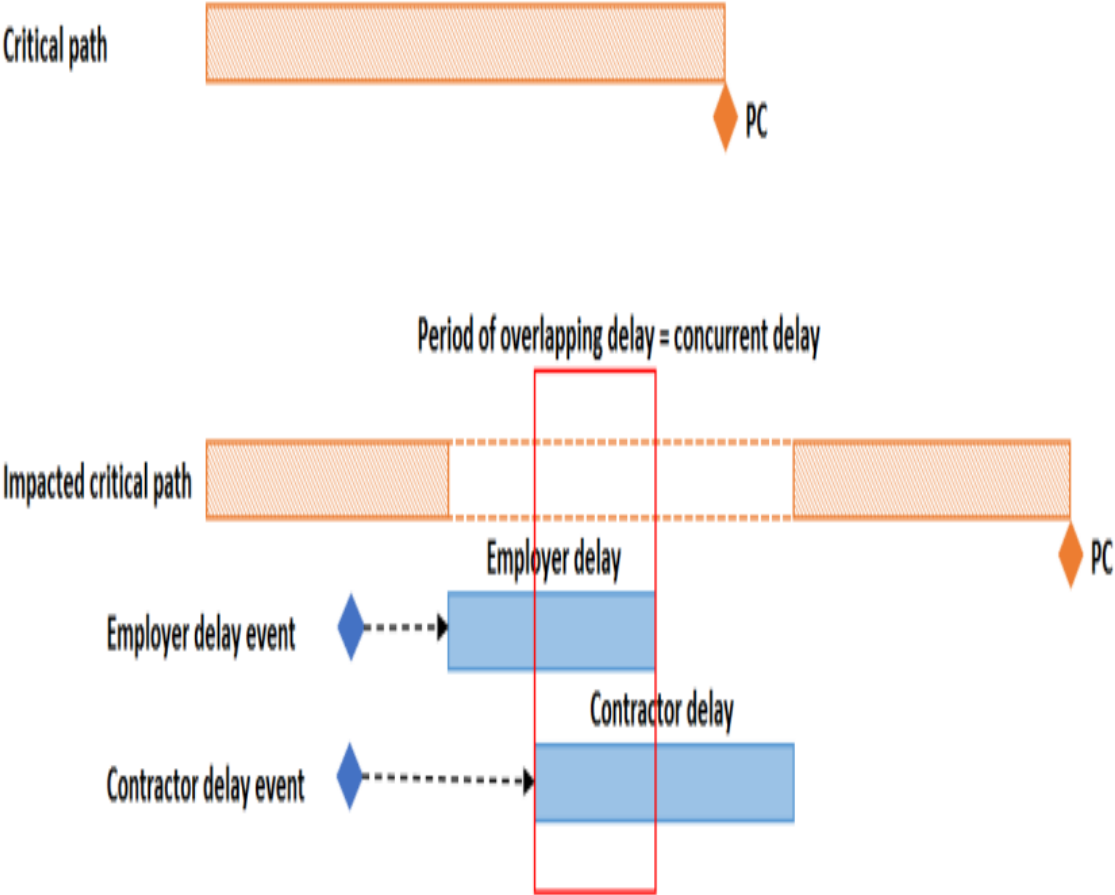 Critical path
PC
Period of overlapping delay = concurrent delay
Impacted critical path
PC
Employer delay
Employer delay event
Contractor delay
Contractor delay event